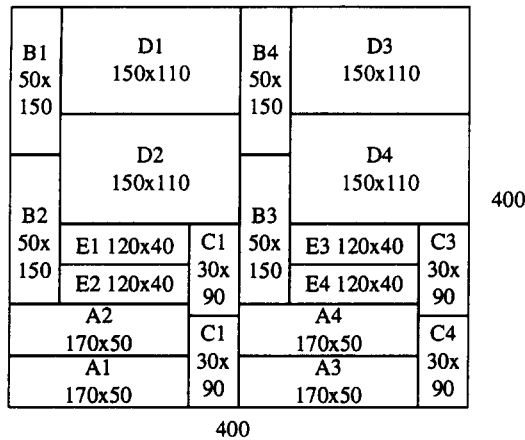 B1
50x
150
D1
150x110
B4
50x
150
D3
150x110
D2
150x110
D4
150x110
400
B2
50x
150
B3
50x
150
E1 120x40
C1
30x
90
E3 120x40
C3
30x
90
E2 120x40
E4 120x40
A2
170x50
C1
30x
90
A4
170x50
C4
30x
90
A1
170x50
A3
170x50
400